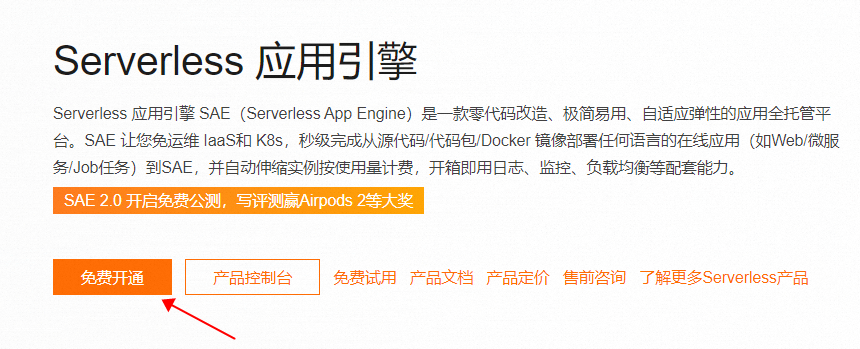 Serverless 应用引擎
Serverless 应用引擎 SAE（Serverless App Engine）是一款零代码改造、极简易用、自适应弹性的应用全托管平
台。SAE 让您免运维 IaaS和 K8s，秒级完成从源代码/代码包/Docker 镜像部署任何语言的在线应用（如Web/微服
务/Job任务）到SAE，并自动伸缩实例按使用量计费，开箱即用日志、监控、负载均衡等配套能力。
SAE 2.0 开启免费公测，写评测赢Airpods 2等大奖
免费开通 产品控制台 免费试用 产品文档 产品定价 售前咨询 了解更多Serverless产品